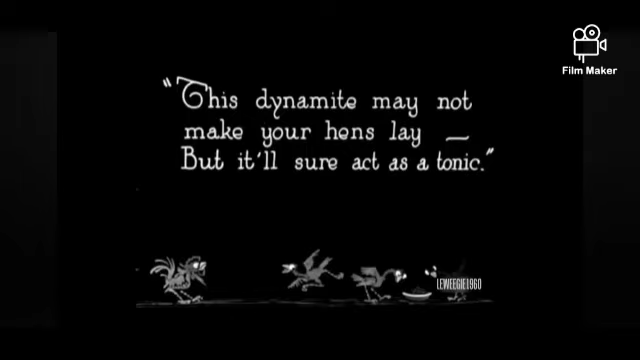 Film Maker
"This dynamite may not
make your hens lay —
But it'll sure act as a tonic."
LEWEEGIE1960